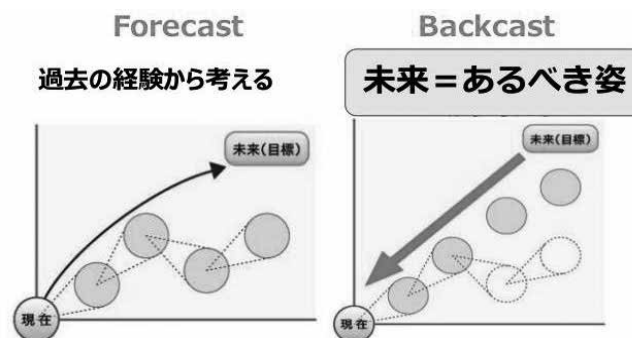 Forecast
過去の経験から考える
未来(目標)
現在
Backcast
未来＝あるべき姿
未来(目標)
現在